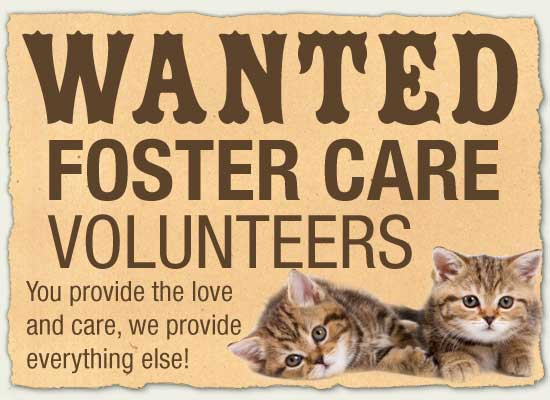 WANTED
FOSTER CARE
VOLUNTEERS
You provide the love
and care, we provide
everything else!